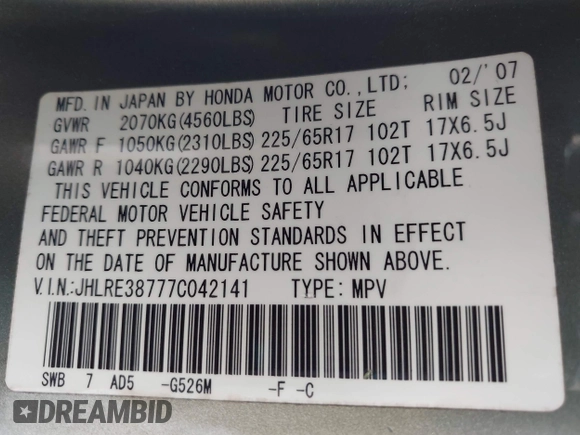 MFD. IN JAPAN BY HONDA MOTOR CO.,LTD; 02/'07
GVWR 2070KG(4560LBS) TIRE SIZE RIM SIZE
GAWR F 1050KG(2310LBS) 225/65R17 102T 17X6.5J
GAWR R 1040KG(2290LBS) 225/65R17 102T 17X6.5J
THIS VEHICLE CONFORMS TO ALL APPLICABLE
FEDERAL MOTOR VEHICLE SAFETY
AND THEFT PREVENTION STANDARDS IN EFFECT
ON THE DATE OF MANUFACTURE SHOWN ABOVE.
V.I.N.:JHLRE38777C042141 TYPE: MPV
SWB 7 AD5 -G526M -F -C
DREAMBID